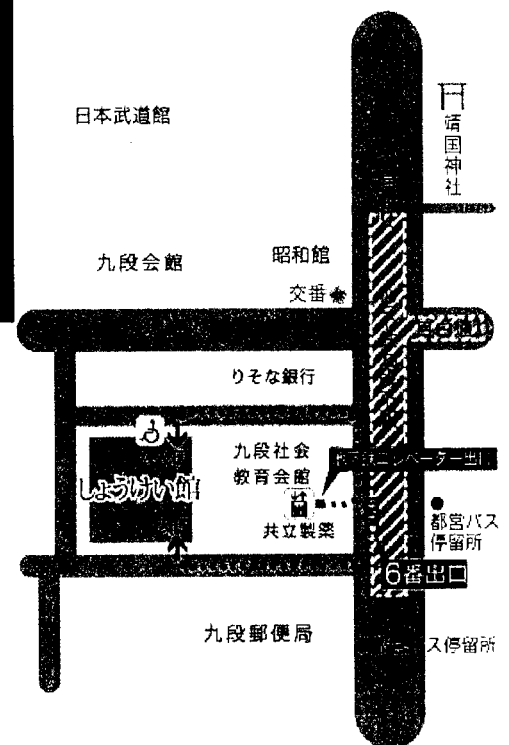 日本武道館
靖国神社
九段会館
昭和館
交番
りそな銀行
しょうけい館
九段社会
教育会館
共立製薬
都営バス
停留所
6番出口
九段郵便局
ス停留所